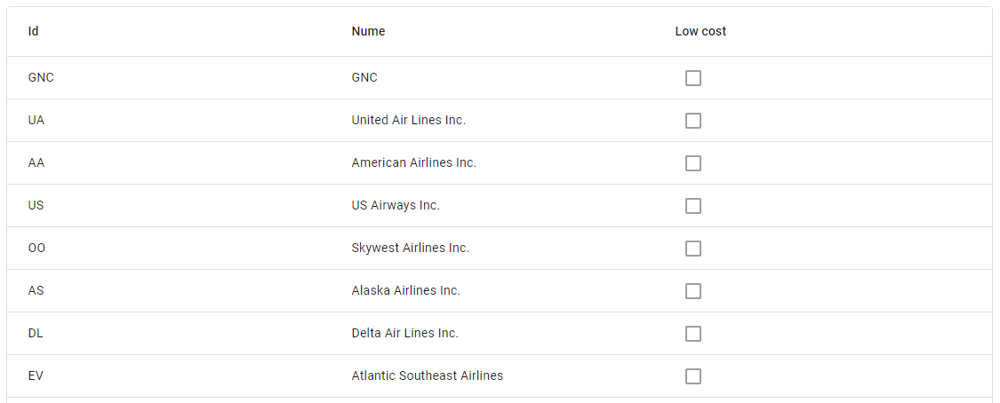 Id Nume Low cost
GNC GNC
UA United Air Lines Inc.
AA American Airlines Inc.
US US Airways Inc.
OO Skywest Airlines Inc.
AS Alaska Airlines Inc.
DL Delta Air Lines Inc.
EV Atlantic Southeast Airlines